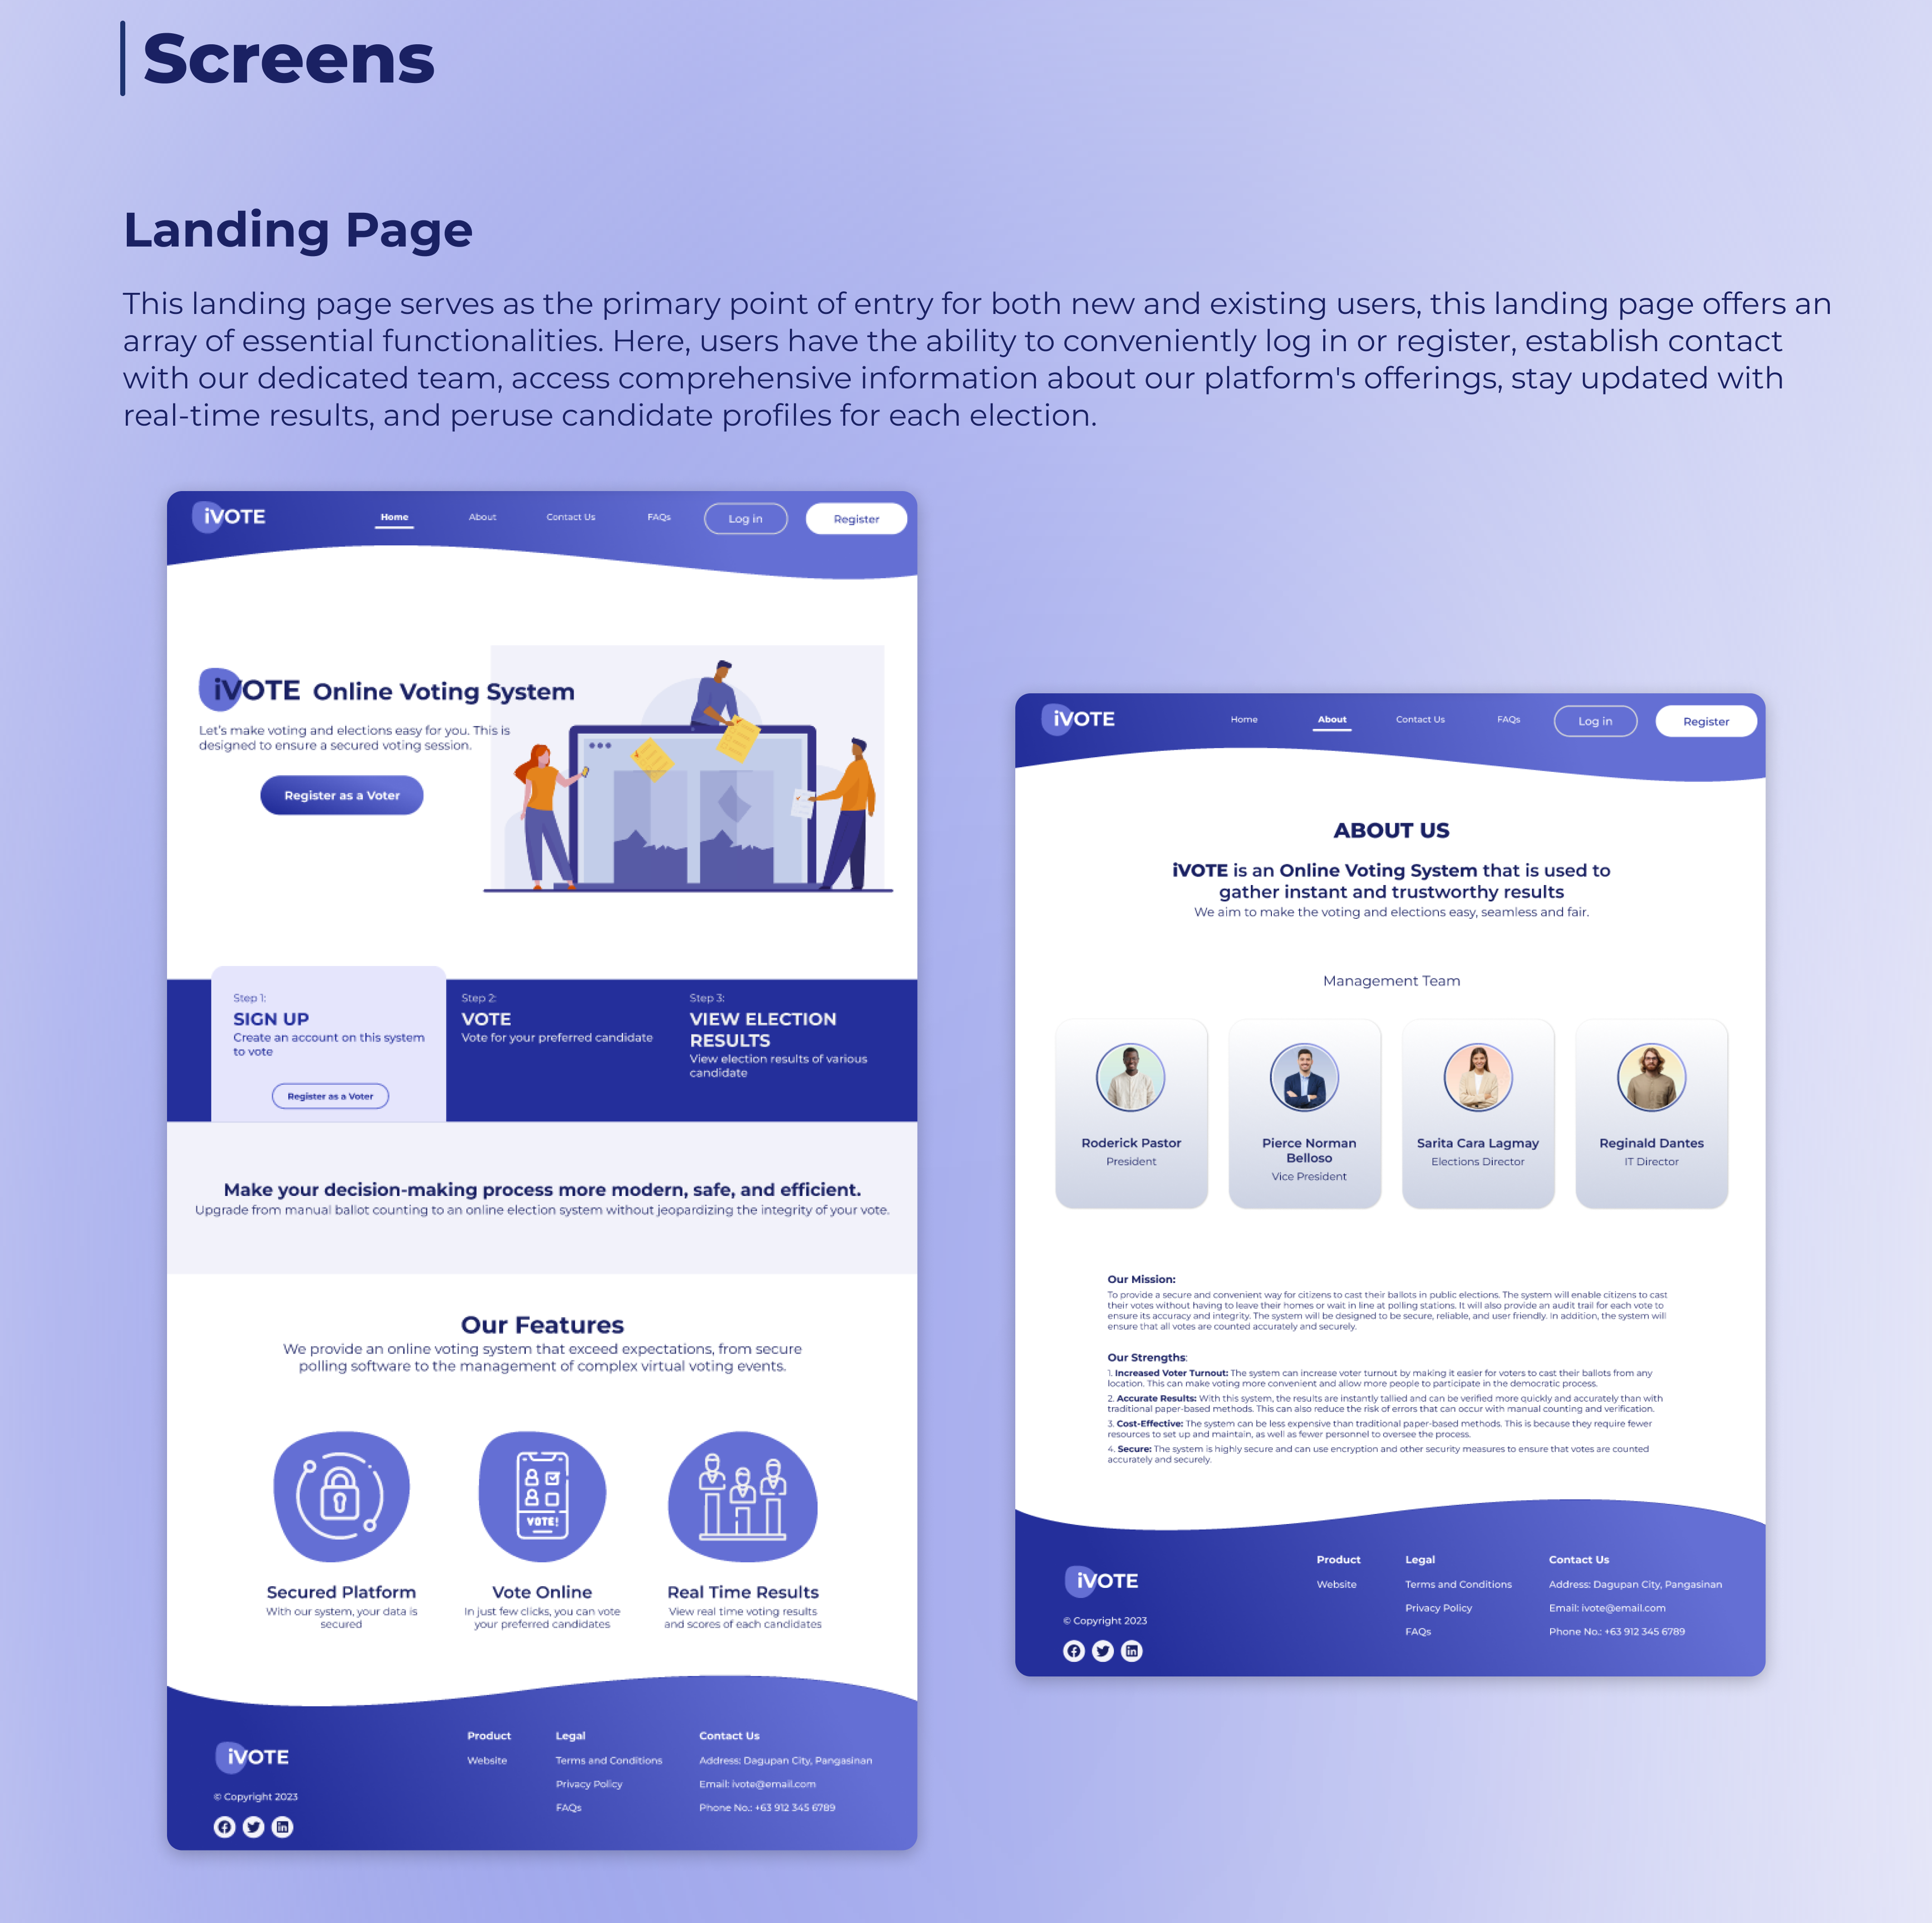 Screens
Landing Page
This landing page serves as the primary point of entry for both new and existing users, this landing page offers an
array of essential functionalities. Here, users have the ability to conveniently log in or register, establish contact
with our dedicated team, access comprehensive information about our platform's offerings, stay updated with
real-time results, and peruse candidate profiles for each election.
iVOTE
Home
About
Contact Us
FAQs
Log in
Register
iVOTE Online Voting System
Let's make voting and elections easy for you. This is
designed to ensure a secured voting session.
Register as a Voter
Step 1:
SIGN UP
Create an account on this system
to vote
Register as a Voter
Step 2:
VOTE
Vote for your preferred candidate
Step 3:
VIEW ELECTION
RESULTS
View election results of various
candidate
Make your decision-making process more modern, safe, and efficient.
Upgrade from manual ballot counting to an online election system without jeopardizing the integrity of your vote.
Our Features
We provide an online voting system that exceed expectations, from secure
polling software to the management of complex virtual voting events.
VOTE!
Secured Platform
With our system, your data is
secured
Vote Online
In just few clicks, you can vote
your preferred candidates
Real Time Results
View real time voting results
and scores of each candidates
iVOTE
© Copyright 2023
Product
Website
Legal
Terms and Conditions
Privacy Policy
FAQs
Contact Us
Address: Dagupan City, Pangasinan
Email: ivote@email.com
Phone No.: +63 912 345 6789
iVOTE
Home
About
Contact Us
FAQs
Log in
Register
ABOUT US
iVOTE is an Online Voting System that is used to
gather instant and trustworthy results
We aim to make the voting and elections easy, seamless and fair.
Management Team
Roderick Pastor
President
Pierce Norman
Belloso
Vice President
Sarita Cara Lagmay
Elections Director
Reginald Dantes
IT Director
Our Mission:
To provide a secure and convenient way for citizens to cast their ballots in public elections. The system will enable citizens to cast
their votes without having to leave their homes or wait in line at polling stations. It will also provide an audit trail for each vote to
ensure its accuracy and integrity. The system will be designed to be secure, reliable, and user friendly. In addition, the system will
ensure that all votes are counted accurately and securely.
Our Strengths:
1. Increased Voter Turnout: The system can increase voter turnout by making it easier for voters to cast their ballots from any
location. This can make voting more convenient and allow more people to participate in the democratic process.
2. Accurate Results: With this system, the results are instantly tallied and can be verified more quickly and accurately than with
traditional paper-based methods. This can also reduce the risk of errors that can occur with manual counting and verification.
3. Cost-Effective: The system can be less expensive than traditional paper-based methods. This is because they require fewer
resources to set up and maintain, as well as fewer personnel to oversee the process.
4. Secure: The system is highly secure and can use encryption and other security measures to ensure that votes are counted
accurately and securely.
iVOTE
© Copyright 2023
Product
Website
Legal
Terms and Conditions
Privacy Policy
FAQs
Contact Us
Address: Dagupan City, Pangasinan
Email: ivote@email.com
Phone No.: +63 912 345 6789